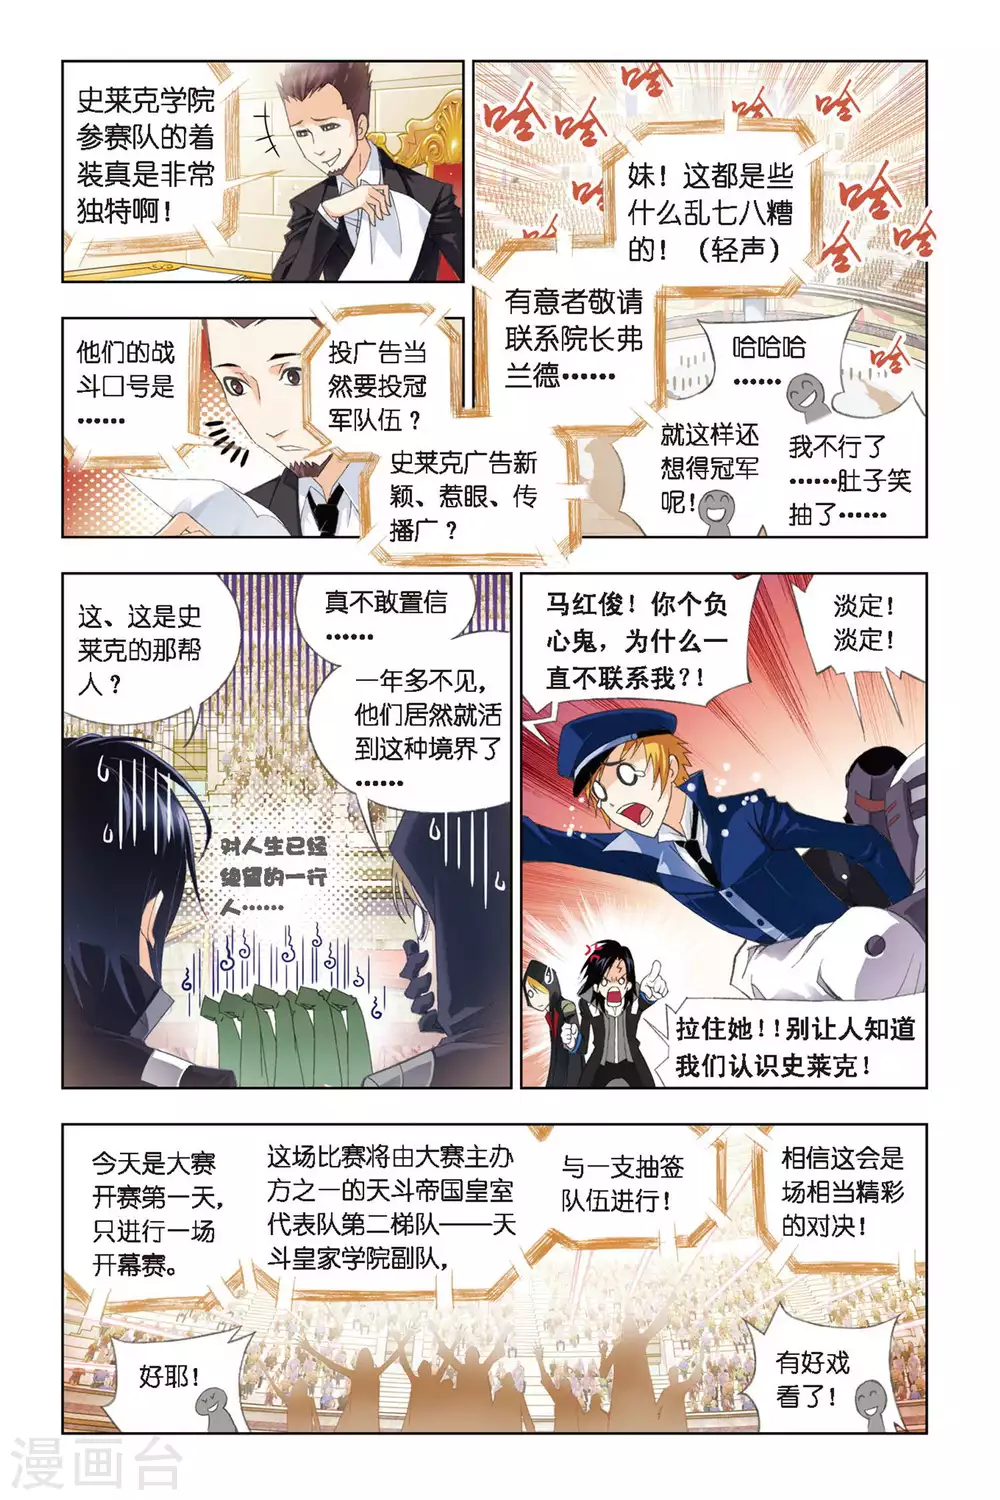 史莱克学院
参赛队的着
装真是非常
独特啊！
哈
哈
哈
哈
哈
哈
哈
哈
哈
妹！这都是些
什么乱七八糟
的！（轻声）
他们的战
斗口号是
……
投广告当
然要投冠
军队伍？
史莱克广告新
颖、惹眼、传
播广？
有意者敬请
联系院长弗
兰德……
哈哈哈
……
就这样还
想得冠军
呢！
我不行了
……肚子笑
抽了……
这、这是史
莱克的那帮
人？
真不敢置信
……
一年多不见，
他们居然就活
到这种境界了
……
对人生已经
绝望的一行
人……
马红俊！你个负
心鬼，为什么一
直不联系我？！
淡定！
淡定！
拉住她！！别让人知道
我们认识史莱克！
今天是大赛
开赛第一天，
只进行一场
开幕赛。
这场比赛将由大赛主办
方之一的天斗帝国皇室
代表队第二梯队——天
斗皇家学院副队，
与一支抽签
队伍进行！
相信这会是
场相当精彩
的对决！
好耶！
有好戏
看了！
漫画台